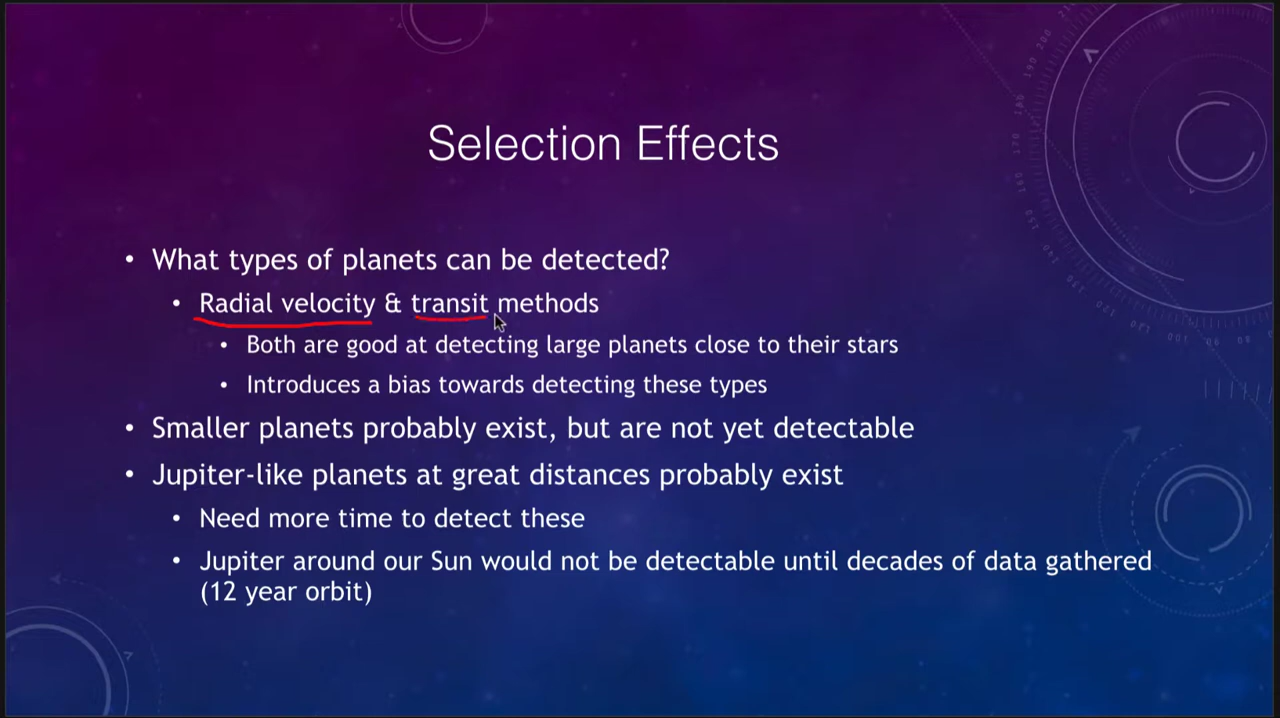 Selection Effects
• What types of planets can be detected?
• Radial velocity & transit methods
• Both are good at detecting large planets close to their stars
• Introduces a bias towards detecting these types
• Smaller planets probably exist, but are not yet detectable
• Jupiter-like planets at great distances probably exist
• Need more time to detect these
• Jupiter around our Sun would not be detectable until decades of data gathered
(12 year orbit)